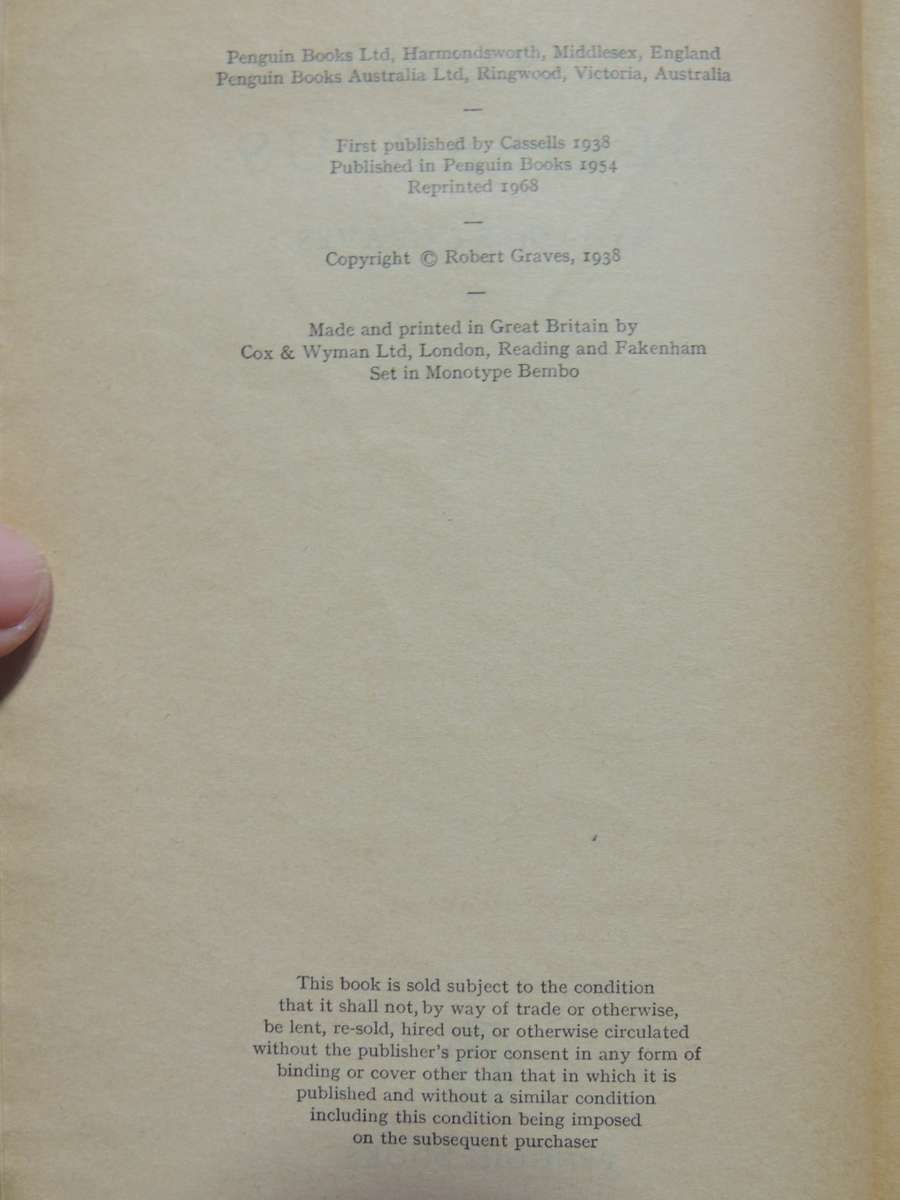 Penguin Books Ltd, Harmondsworth, Middlesex, England
Penguin Books Australia Ltd, Ringwood, Victoria, Australia
—
First published by Cassells 1938
Published in Penguin Books 1954
Reprinted 1968
—
Copyright © Robert Graves, 1938
—
Made and printed in Great Britain by
Cox & Wyman Ltd, London, Reading and Fakenham
Set in Monotype Bembo
This book is sold subject to the condition
that it shall not, by way of trade or otherwise,
be lent, re-sold, hired out, or otherwise circulated
without the publisher's prior consent in any form of
binding or cover other than that in which it is
published and without a similar condition
including this condition being imposed
on the subsequent purchaser